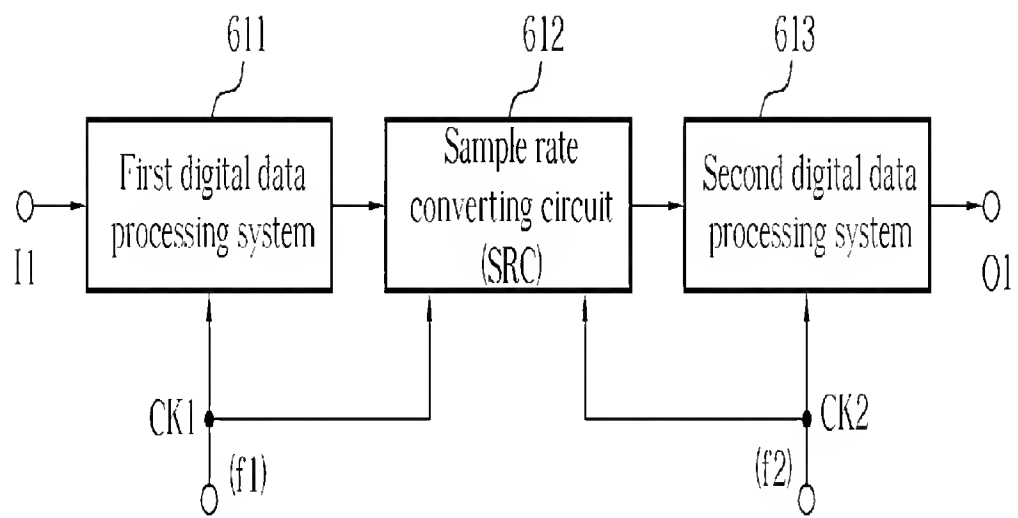 611
612
613
First digital data
processing system
Sample rate
converting circuit
(SRC)
Second digital data
processing system
I1
O1
CK1
CK2
(f1)
(f2)